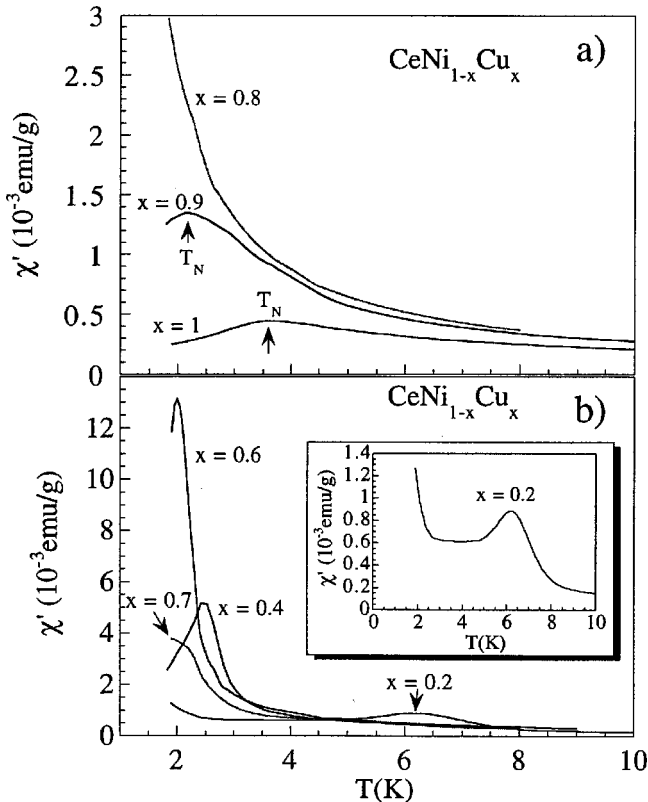 3
2.5
2
1.5
1
0.5
0
χ' (10⁻³emu/g)
CeNi₁₋ₓCuₓ
a)
x = 0.8
x = 0.9
T_N
T_N
x = 1
CeNi₁₋ₓCuₓ
b)
12
10
8
6
4
2
0
χ' (10⁻³emu/g)
x = 0.6
x = 0.7
x = 0.4
x = 0.2
1.4
1.2
1
0.8
0.6
0.4
0.2
0
χ' (10⁻³emu/g)
x = 0.2
0 2 4 6 8 10
T(K)
2 4 6 8 10
T(K)